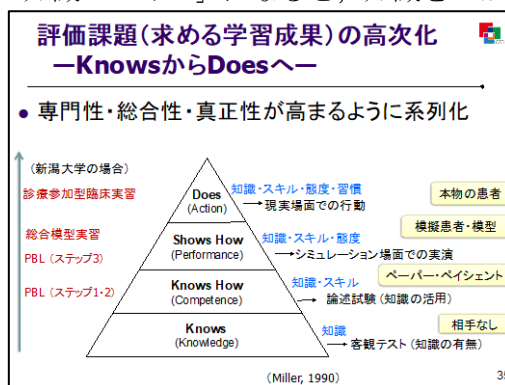 評価課題(求める学習成果)の高次化
―KnowsからDoesへ―
• 専門性・総合性・真正性が高まるように系列化
(新潟大学の場合)
診療参加型臨床実習
Does
(Action)
知識・スキル・態度・習慣
→現実場面での行動
本物の患者
総合模型実習
PBL (ステップ3)
Shows How
(Performance)
知識・スキル・態度
→シミュレーション場面での実演
模擬患者・模型
PBL (ステップ1・2)
Knows How
(Competence)
知識・スキル
→ 論述試験 (知識の活用)
ペーパー・ペイシェント
Knows
(Knowledge)
知識
→ 客観テスト (知識の有無)
相手なし
(Miller, 1990)